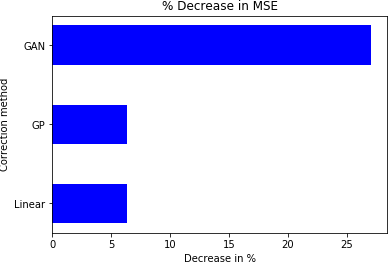 % Decrease in MSE
Correction method
GAN
GP
Linear
0 5 10 15 20 25
Decrease in %